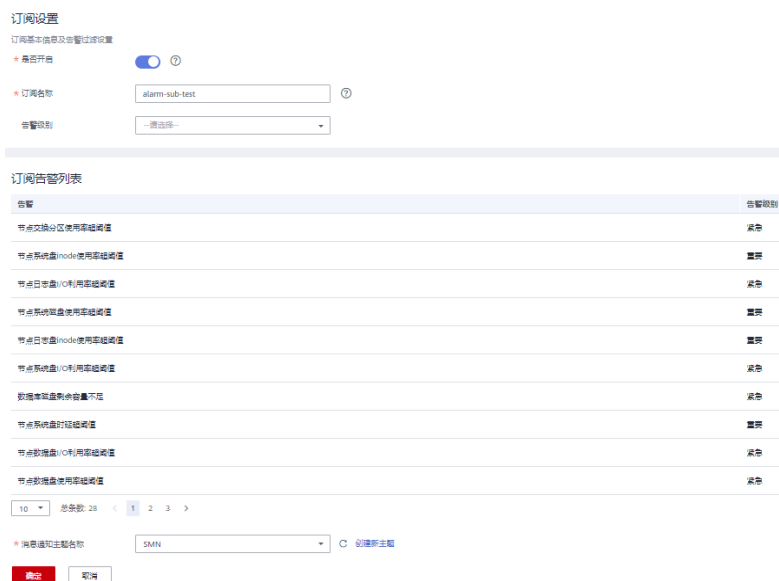 订阅设置
订阅基本信息及告警过滤设置
* 是否开启
* 订阅名称 alarm-sub-test
告警级别 --请选择--
订阅告警列表
告警 告警级别
节点交换分区使用率超阈值 紧急
节点系统盘inode使用率超阈值 重要
节点日志盘I/O利用率超阈值 紧急
节点系统磁盘使用率超阈值 重要
节点日志盘inode使用率超阈值 重要
节点系统盘I/O利用率超阈值 紧急
数据库磁盘剩余容量不足 紧急
节点系统盘时延超阈值 重要
节点数据盘I/O利用率超阈值 紧急
节点数据盘使用率超阈值 紧急
10 总条数: 28 < 1 2 3 >
* 消息通知主题名称 SMN 创建新主题
确定 取消